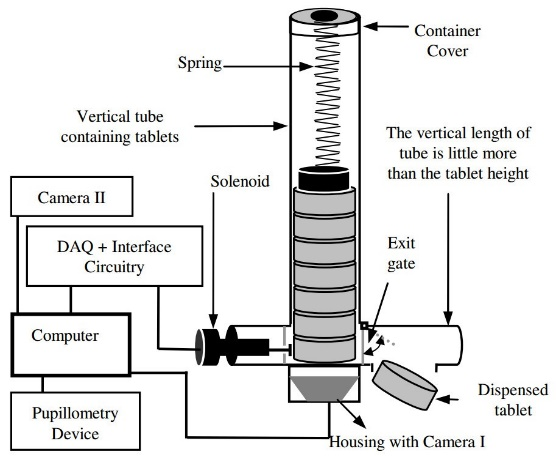 Container
Cover
Spring
Vertical tube
containing tablets
The vertical length of
tube is little more
than the tablet height
Solenoid
Camera II
DAQ + Interface
Circuitry
Exit
gate
Computer
Pupillometry
Device
Dispensed
tablet
Housing with Camera I